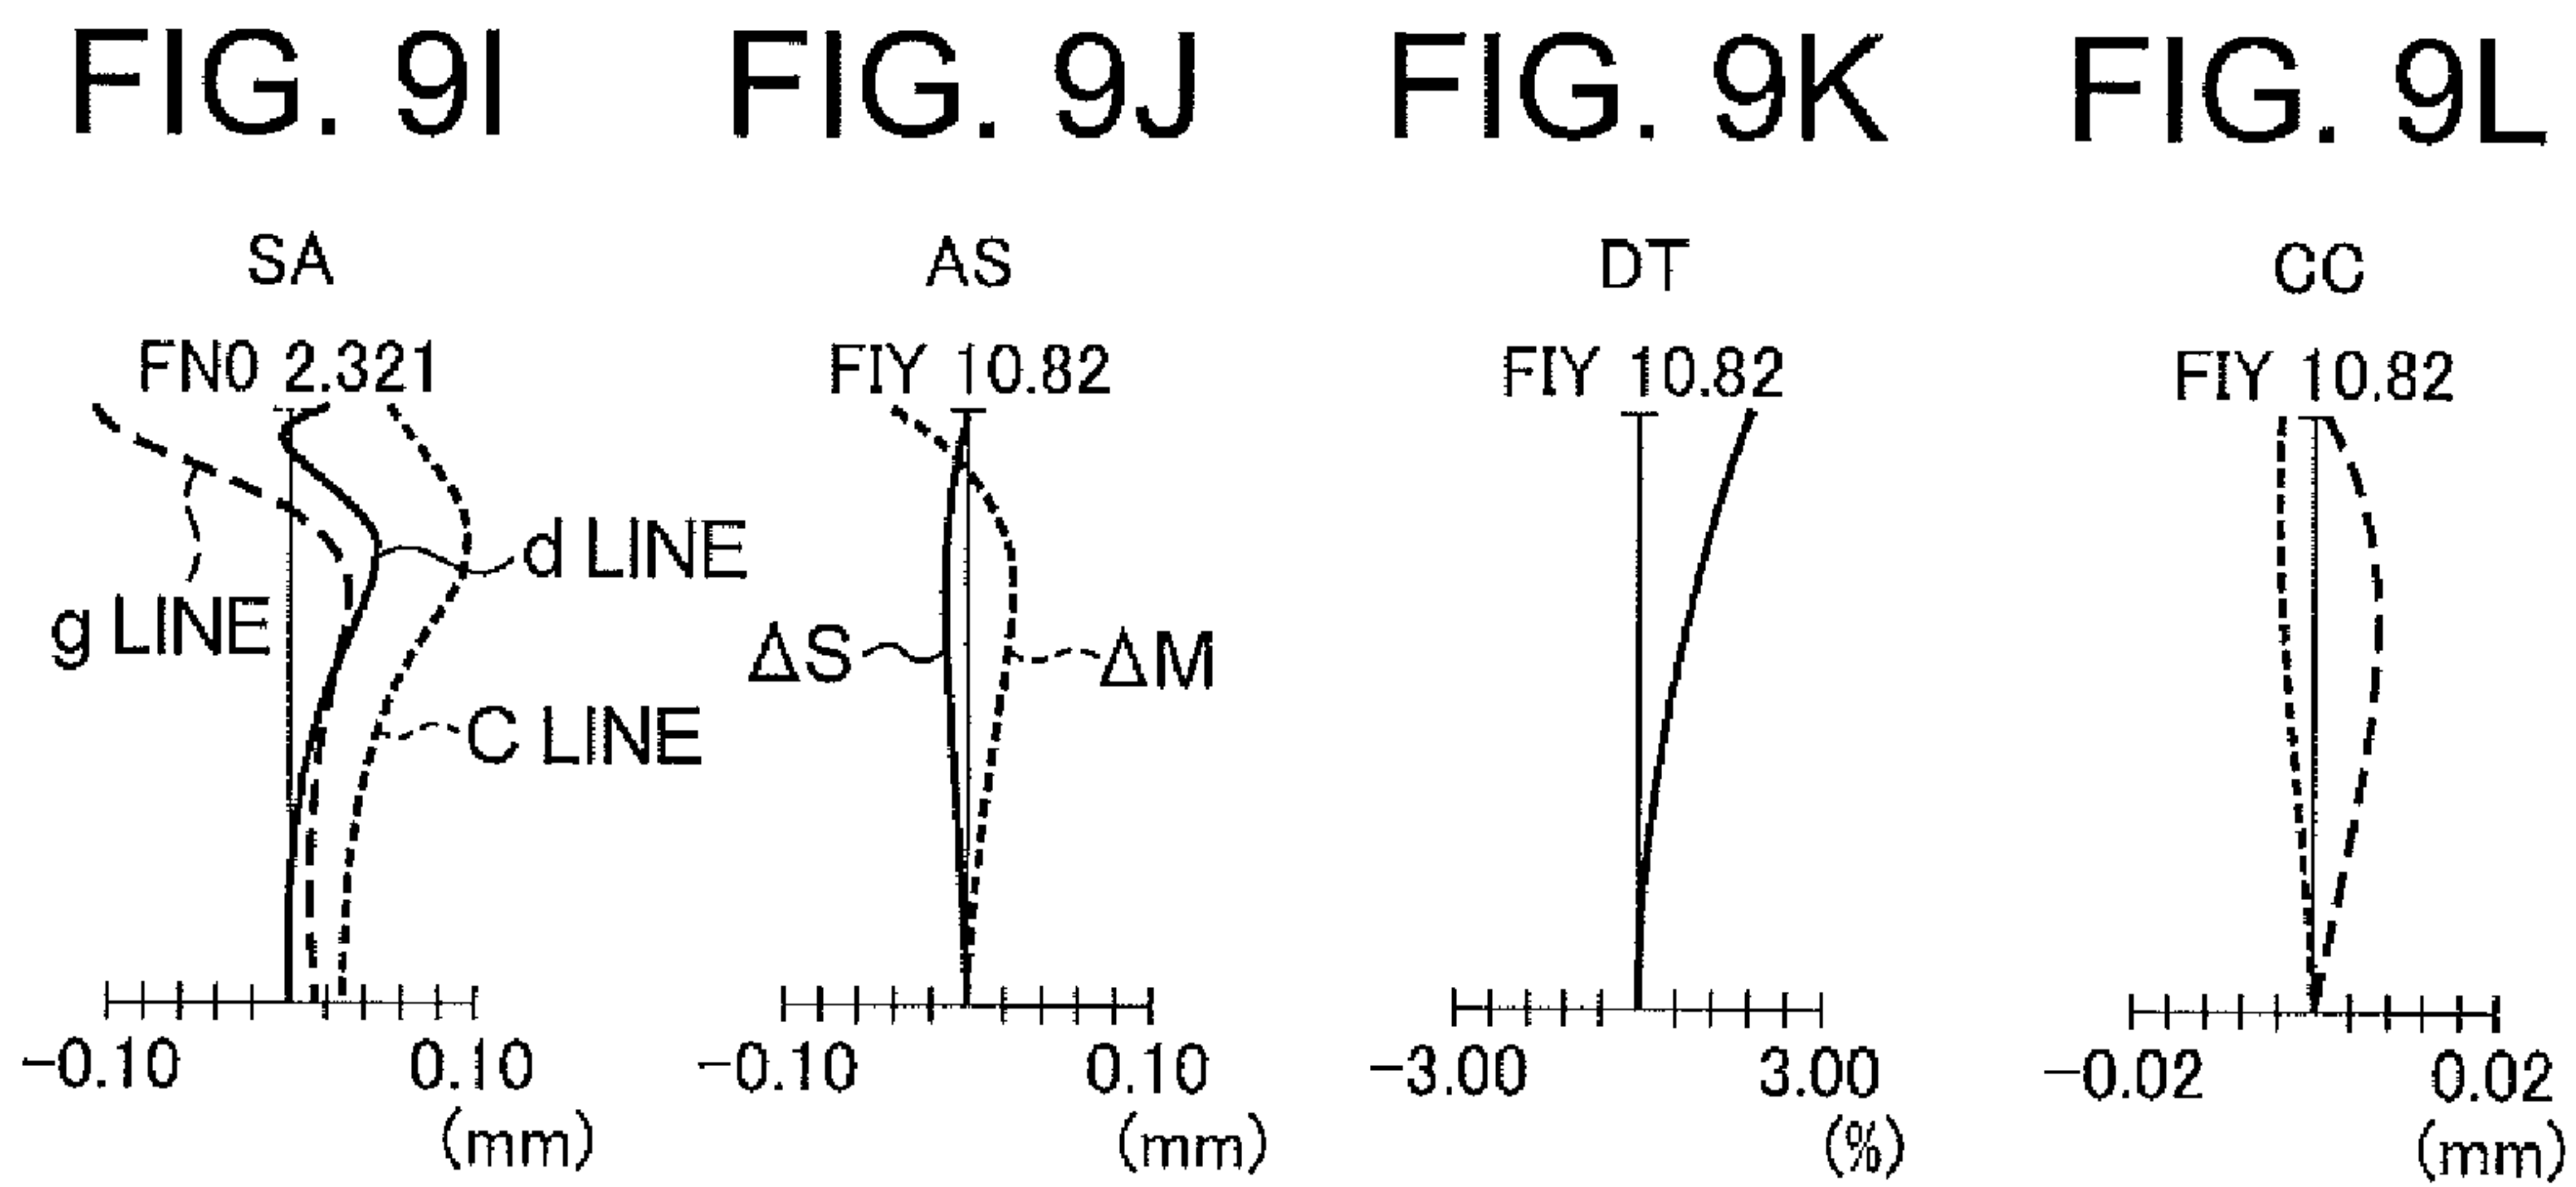 FIG. 9I
SA
FNO 2.321
g LINE
d LINE
C LINE
-0.10
0.10
(mm)
FIG. 9J
AS
FIY 10.82
ΔS
ΔM
-0.10
0.10
(mm)
FIG. 9K
DT
FIY 10.82
-3.00
3.00
(%)
FIG. 9L
CC
FIY 10.82
-0.02
0.02
(mm)